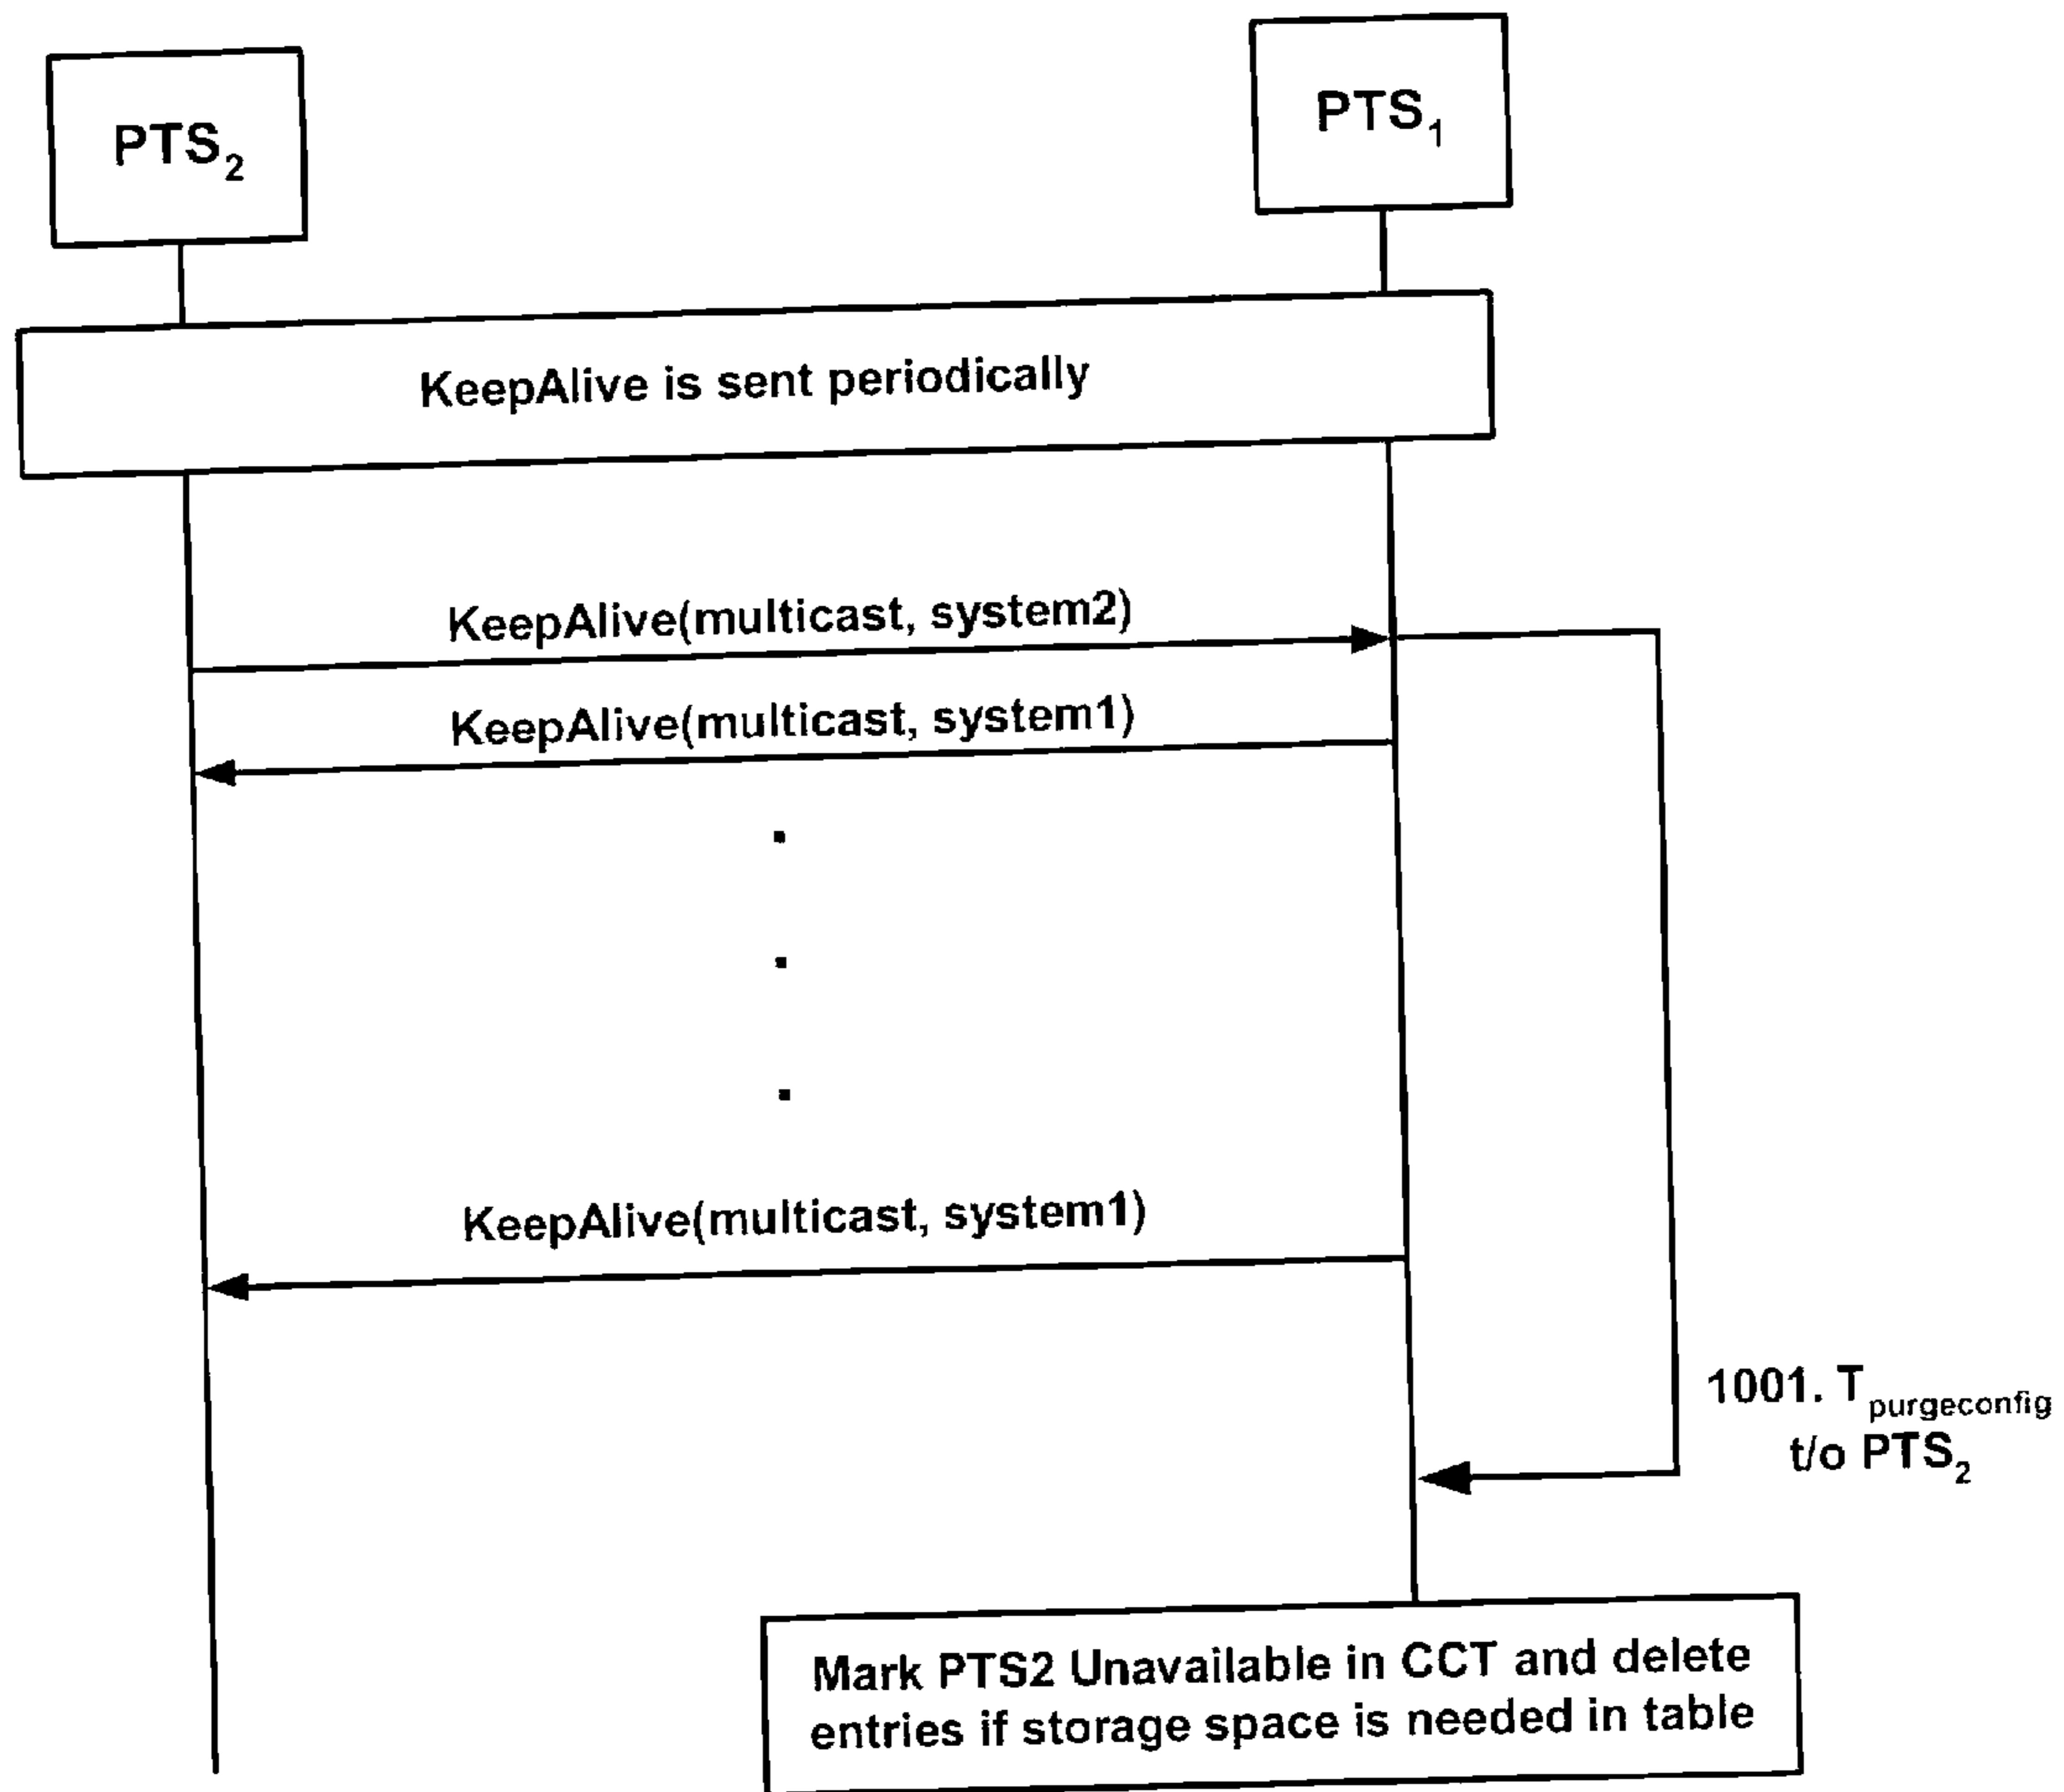 PTS₂
PTS₁
KeepAlive is sent periodically
KeepAlive(multicast, system2)
KeepAlive(multicast, system1)
KeepAlive(multicast, system1)
1001. T purgeconfig
t/o PTS₂
Mark PTS2 Unavailable in CCT and delete
entries if storage space is needed in table